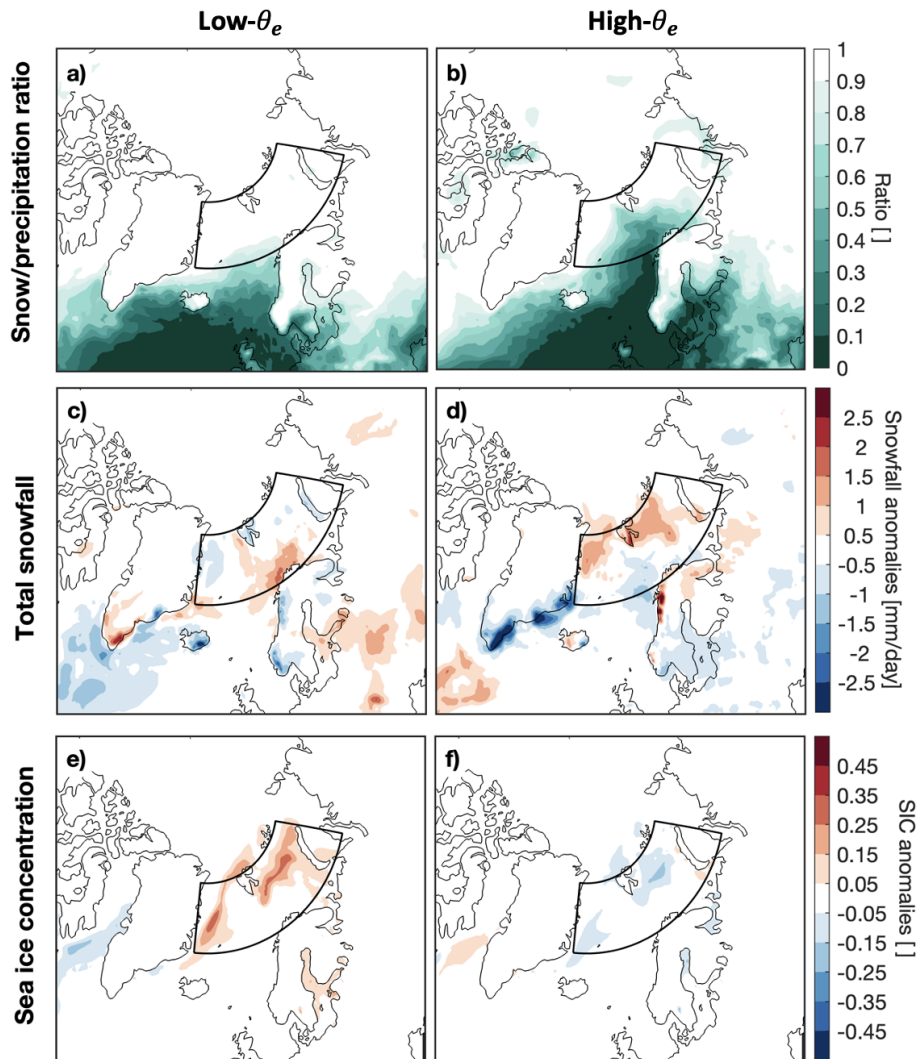 Low-θe
High-θe
Snow/precipitation ratio
a)
b)
1
0.9
0.8
0.7
0.6
0.5
0.4
0.3
0.2
0.1
0
Ratio [ ]
Total snowfall
c)
d)
2.5
2
1.5
1
0.5
-0.5
-1
-1.5
-2
-2.5
Snowfall anomalies [mm/day]
Sea ice concentration
e)
f)
0.45
0.35
0.25
0.15
0.05
-0.05
-0.15
-0.25
-0.35
-0.45
SIC anomalies [ ]